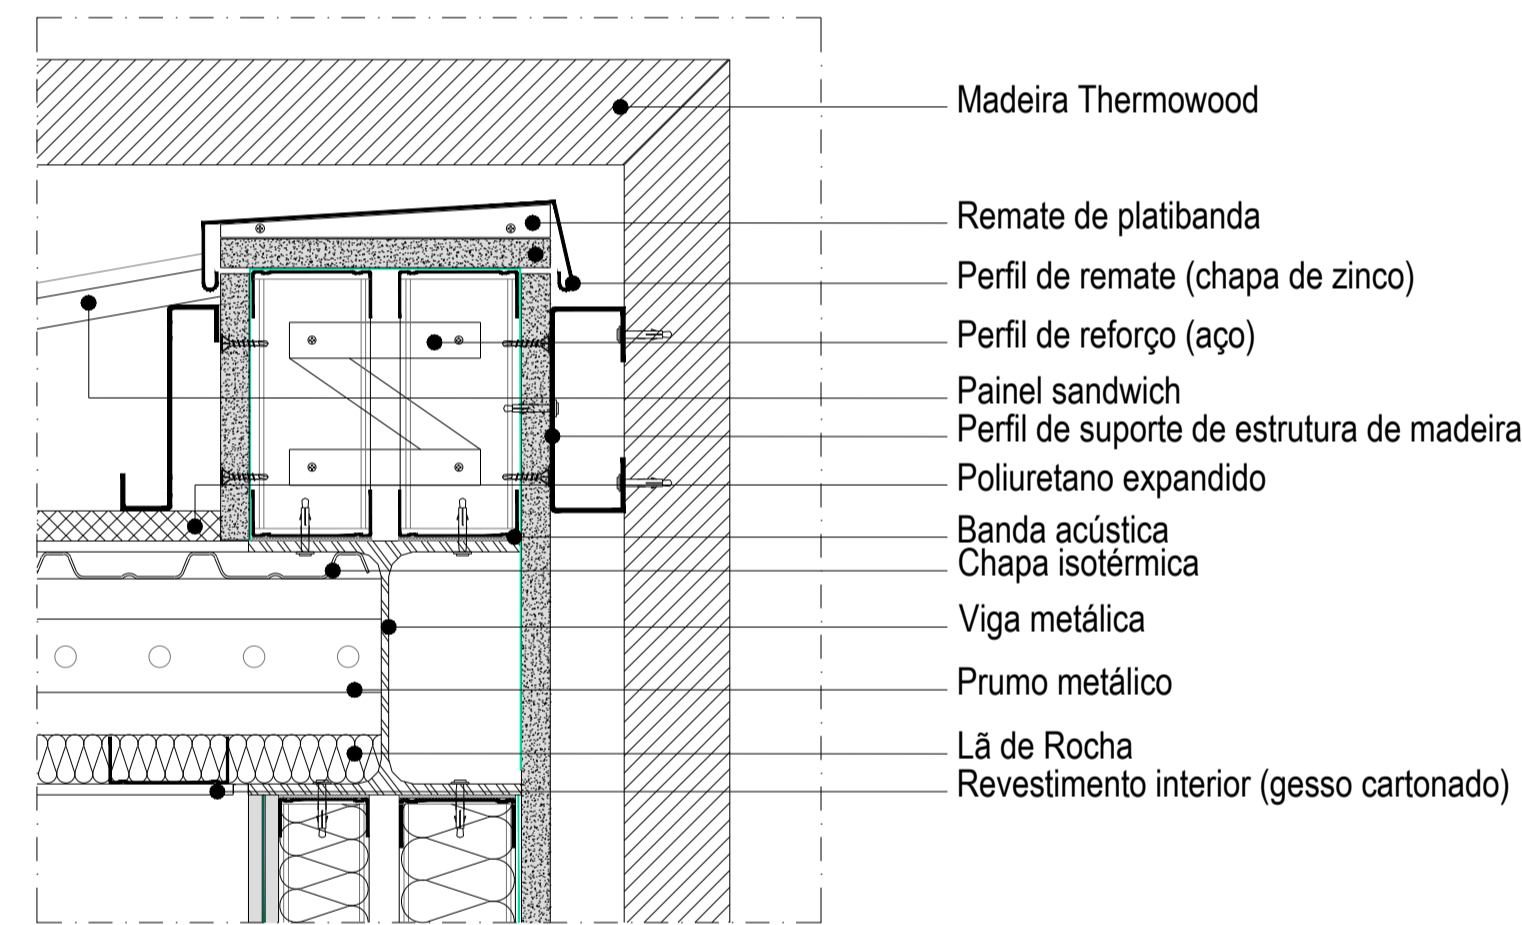 Madeira Thermowood
Remate de platibanda
Perfil de remate (chapa de zinco)
Perfil de reforço (aço)
Painel sandwich
Perfil de suporte de estrutura de madeira
Poliuretano expandido
Banda acústica
Chapa isotérmica
Viga metálica
Prumo metálico
Lã de Rocha
Revestimento interior (gesso cartonado)